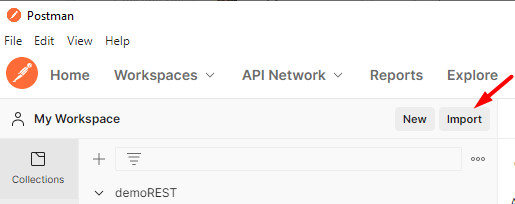 Postman
File Edit View Help
Home Workspaces API Network Reports Explore
My Workspace New Import
Collections
demoREST